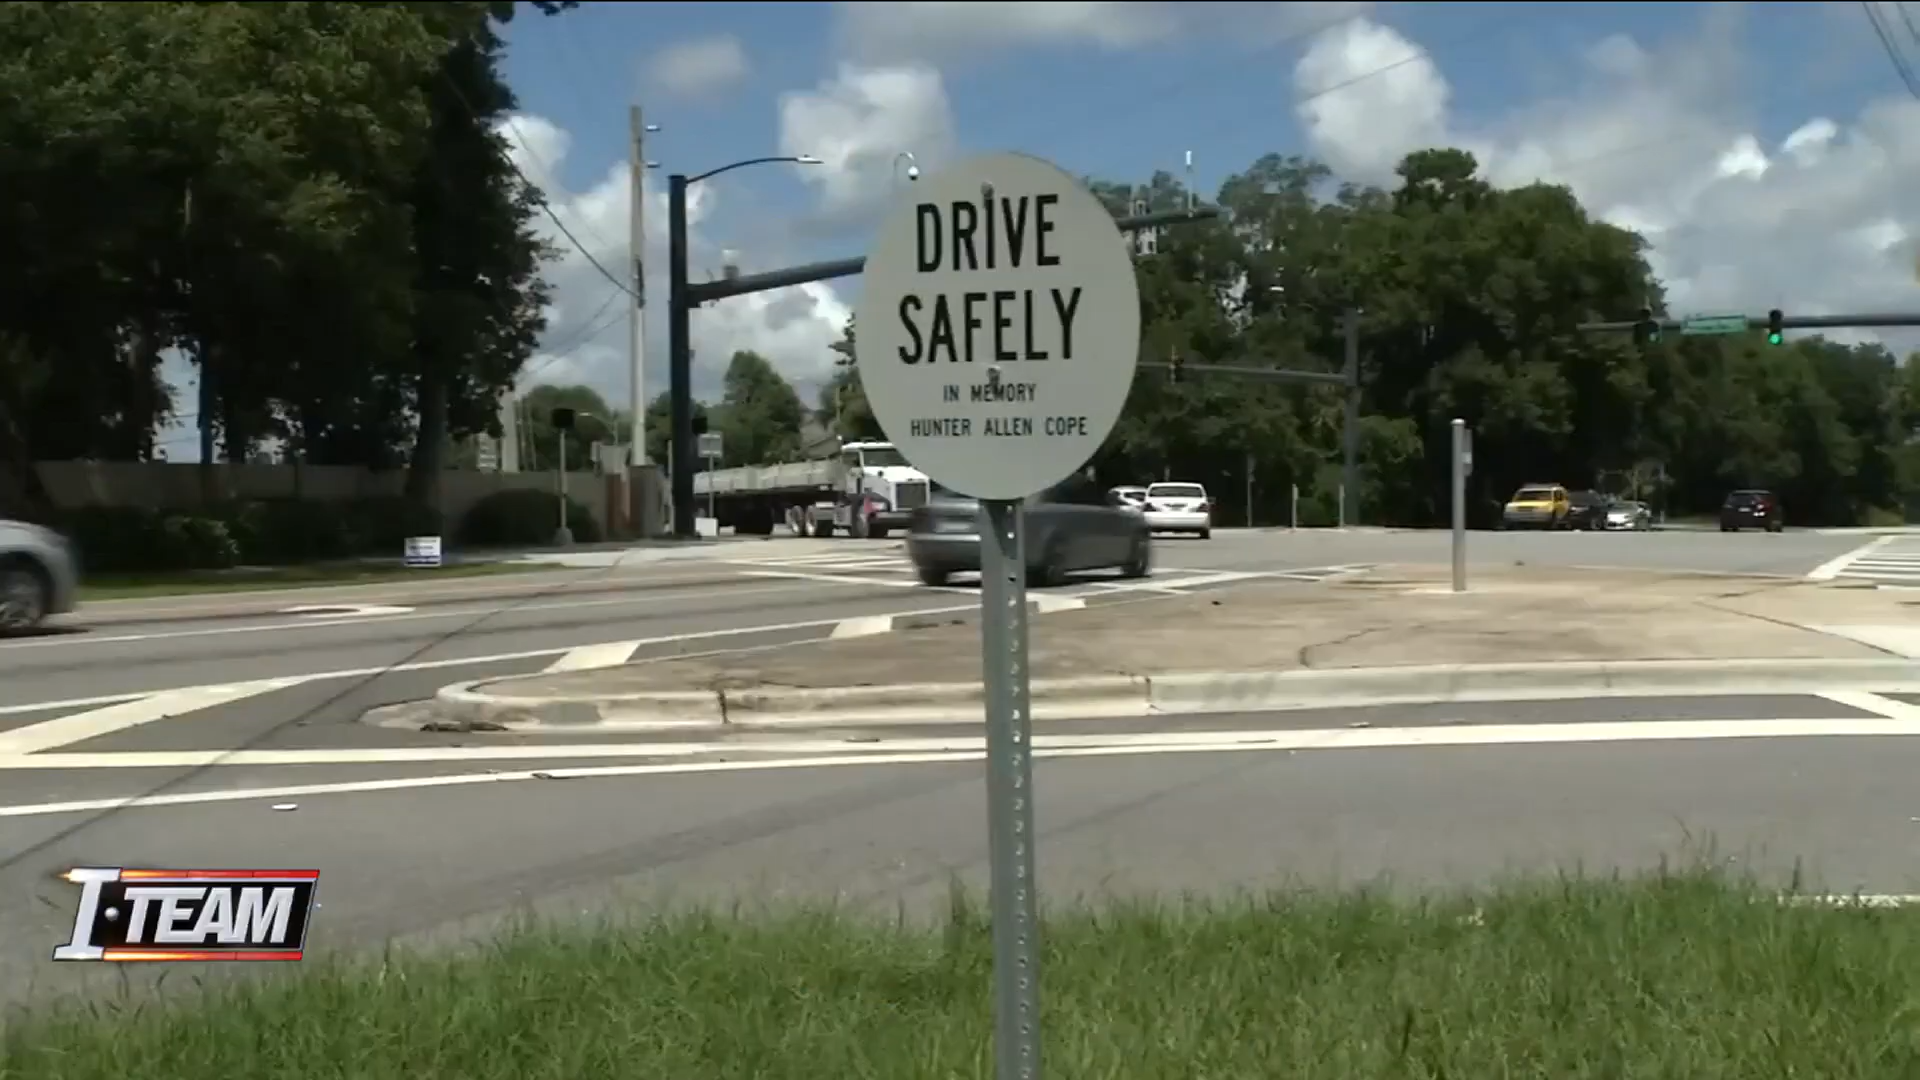 DRIVE
SAFELY
IN MEMORY
HUNTER ALLEN COPE
I-TEAM